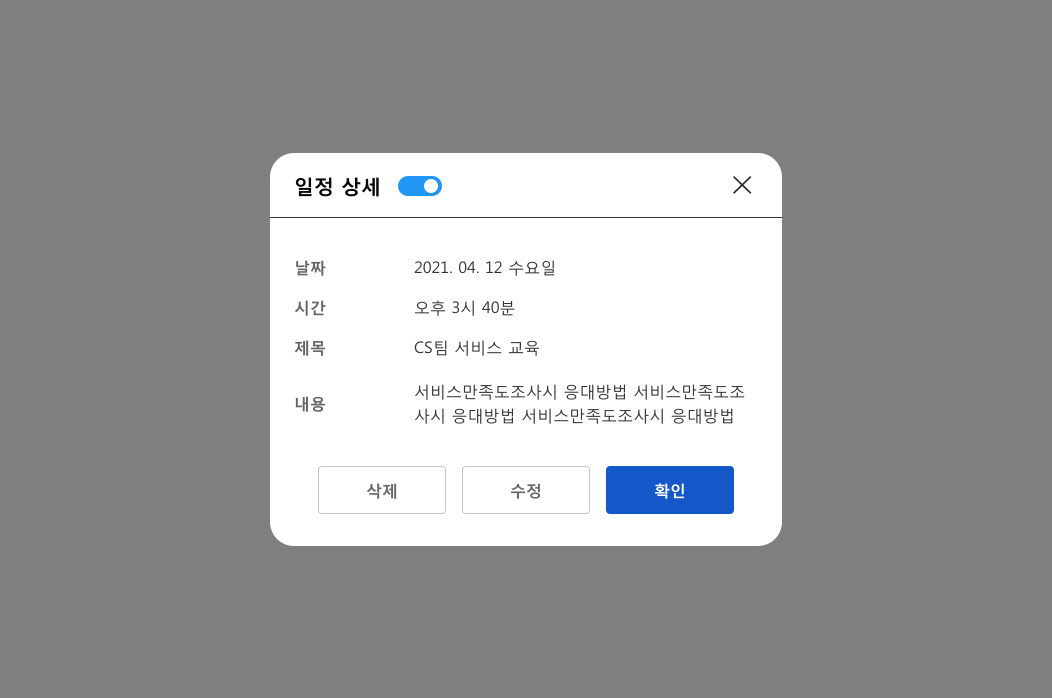 일정 상세
날짜 2021. 04. 12 수요일
시간 오후 3시 40분
제목 CS팀 서비스 교육
내용 서비스만족도조사시 응대방법 서비스만족도조
사시 응대방법 서비스만족도조사시 응대방법
삭제 수정 확인